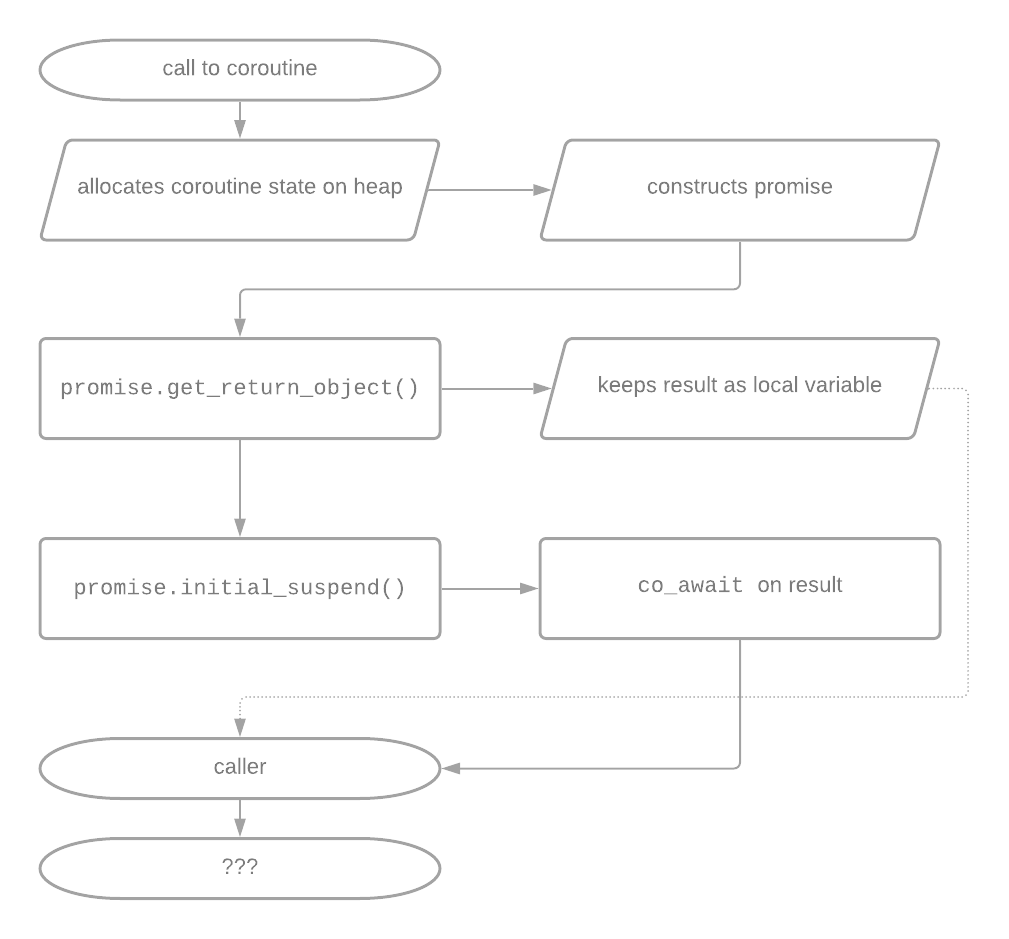 call to coroutine
allocates coroutine state on heap
constructs promise
promise.get_return_object()
keeps result as local variable
promise.initial_suspend()
co_await on result
caller
???